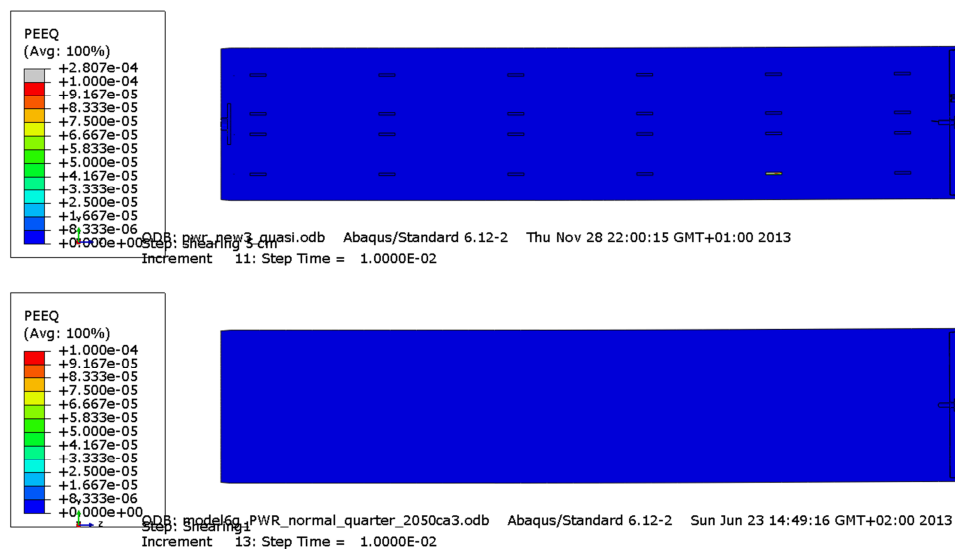 PEEQ
(Avg: 100%)
+2.807e-04
+1.000e-04
+9.167e-05
+8.333e-05
+7.500e-05
+6.667e-05
+5.833e-05
+5.000e-05
+4.167e-05
+3.333e-05
+2.500e-05
+1.667e-05
+8.333e-06
+0.000e+00
ODB: pwr_new3_quasi.odb Abaqus/Standard 6.12-2 Thu Nov 28 22:00:15 GMT+01:00 2013
Step: shearing 5 cm
Increment 11: Step Time = 1.0000E-02
PEEQ
(Avg: 100%)
+1.000e-04
+9.167e-05
+8.333e-05
+7.500e-05
+6.667e-05
+5.833e-05
+5.000e-05
+4.167e-05
+3.333e-05
+2.500e-05
+1.667e-05
+8.333e-06
+0.000e+00
z
ODB: model6g_PWR_normal_quarter_2050ca3.odb Abaqus/Standard 6.12-2 Sun Jun 23 14:49:16 GMT+02:00 2013
Step: Shearing1
Increment 13: Step Time = 1.0000E-02